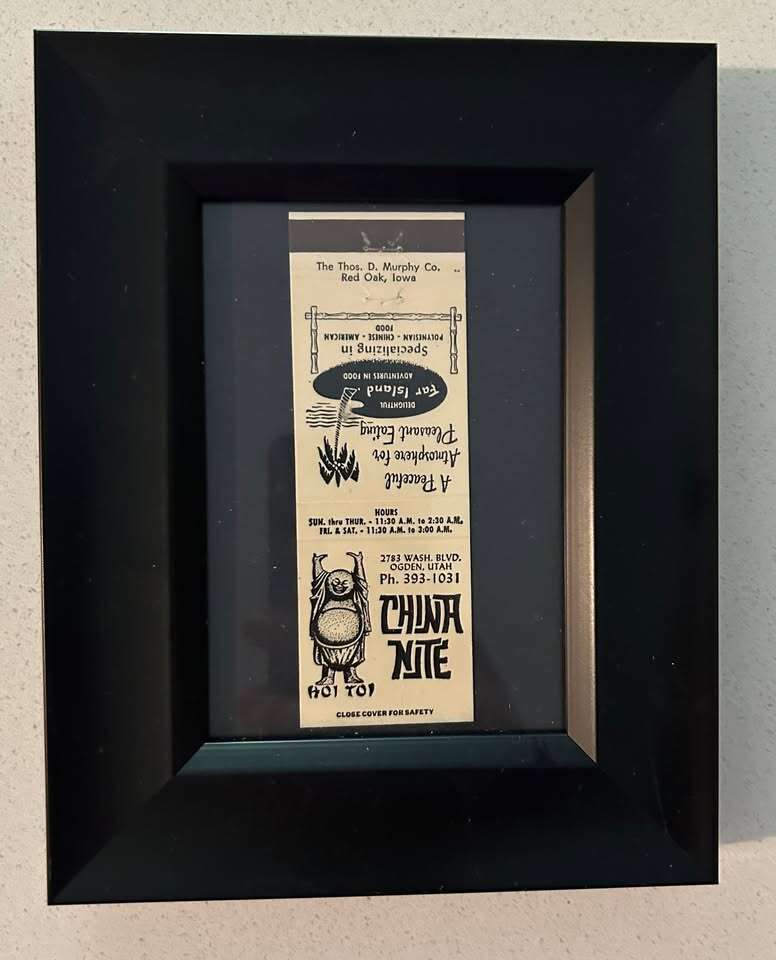 The Thos. D. Murphy Co.
Red Oak, Iowa
A Peaceful
Atmosphere for
Pleasant Eating
DELIGHTFUL
Far Island
ADVENTURES IN FOOD
Specializing in
POLYNESIAN - CHINESE - AMERICAN
FOOD
HOURS
SUN. thru THUR. - 11:30 A.M. to 2:30 A.M.
FRI. & SAT. - 11:30 A.M. to 3:00 A.M.
2783 WASH. BLVD.
OGDEN, UTAH
Ph. 393-1031
CHINA
NITE
HOI TOI
CLOSE COVER FOR SAFETY